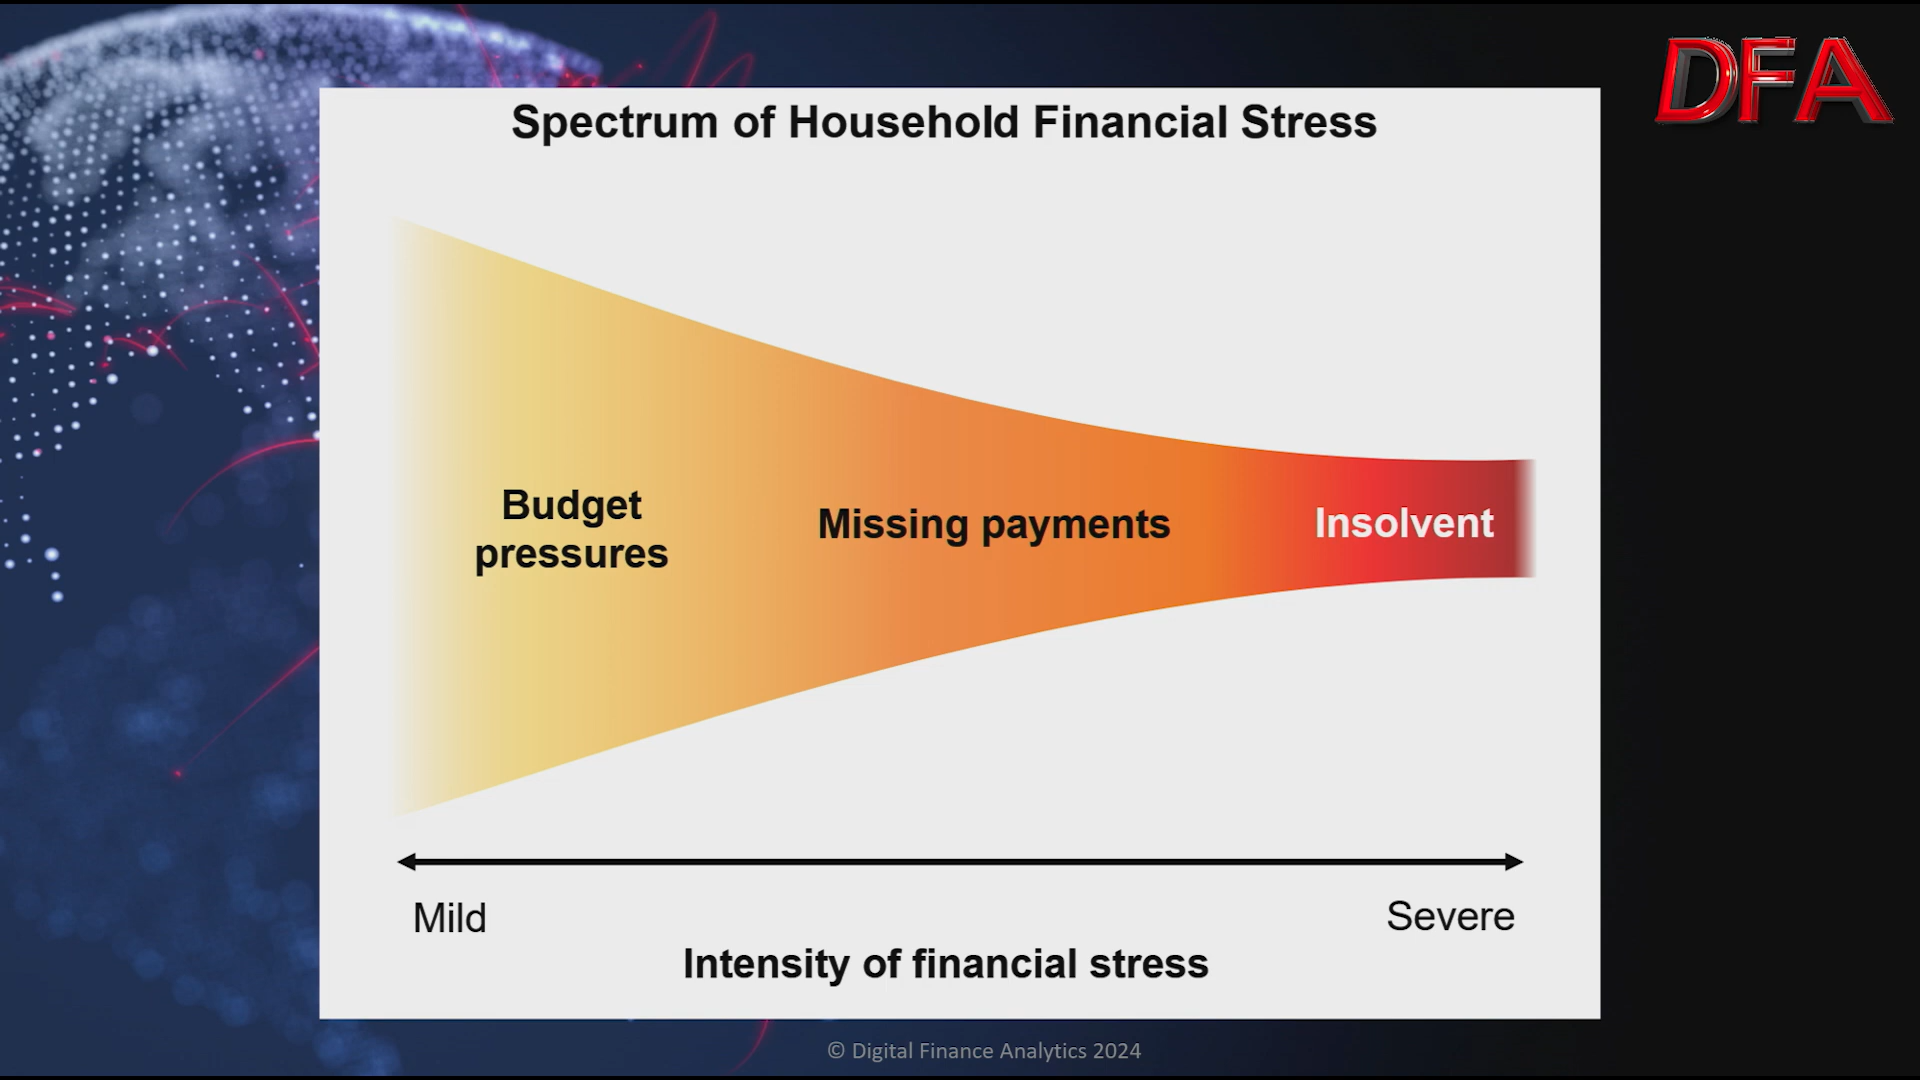 DFA
Spectrum of Household Financial Stress
Budget
pressures
Missing payments
Insolvent
Mild
Severe
Intensity of financial stress
© Digital Finance Analytics 2024